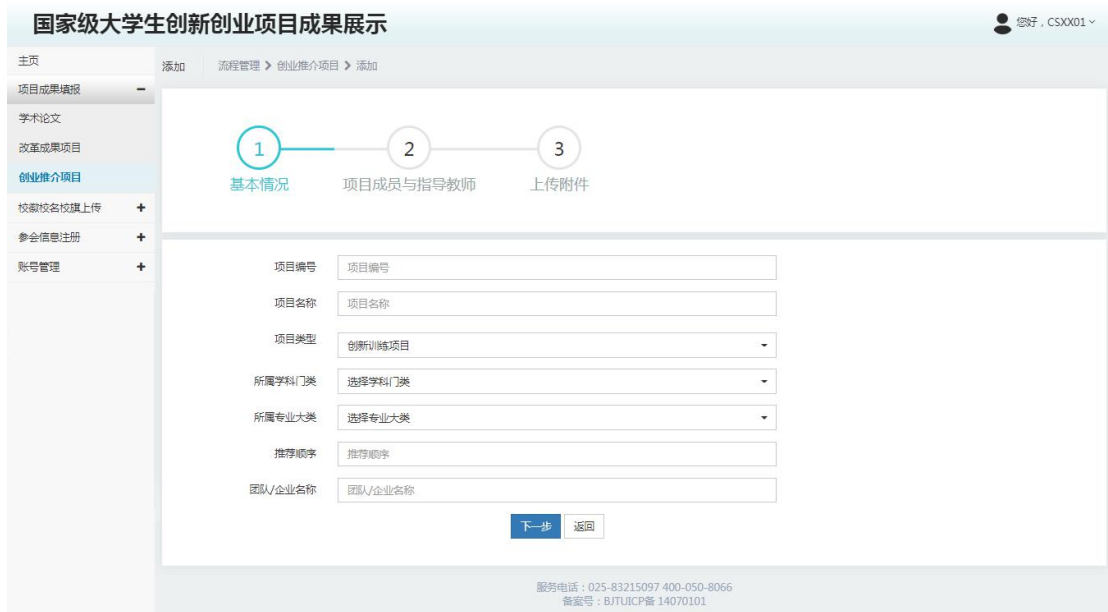 国家级大学生创新创业项目成果展示
您好，CSXX01
主页
项目成果填报
学术论文
改革成果项目
创业推介项目
校徽校名校旗上传
参会信息注册
账号管理
添加 流程管理 > 创业推介项目 > 添加
1 2 3
基本情况 项目成员与指导教师 上传附件
项目编号 项目编号
项目名称 项目名称
项目类型 创新训练项目
所属学科门类 选择学科门类
所属专业大类 选择专业大类
推荐顺序 推荐顺序
团队/企业名称 团队/企业名称
下一步 返回
服务电话：025-83215097 400-050-8066
备案号：BJTUICP备 14070101